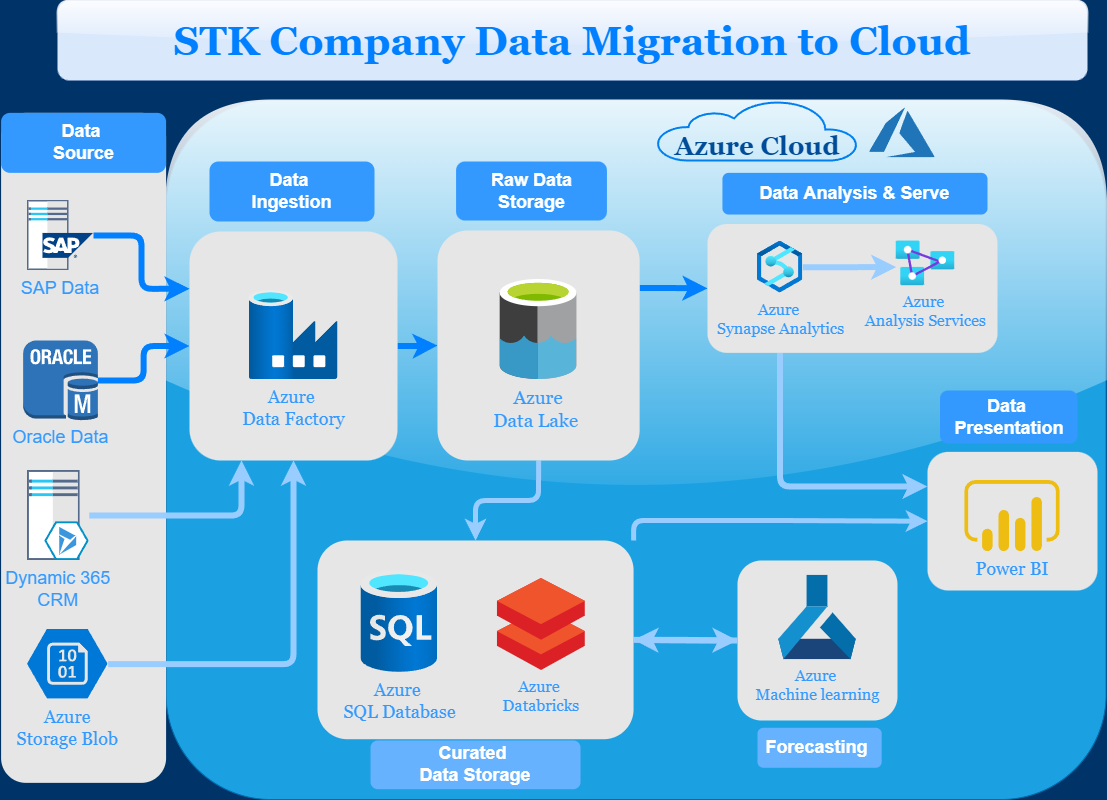 STK Company Data Migration to Cloud
Azure Cloud
Data
Source
SAP
SAP Data
ORACLE
M
Oracle Data
Dynamic 365
CRM
10
01
Azure
Storage Blob
Data
Ingestion
Azure
Data Factory
Raw Data
Storage
Azure
Data Lake
Data Analysis & Serve
Azure
Synapse Analytics
Azure
Analysis Services
Data
Presentation
Power BI
SQL
Azure
SQL Database
Azure
Databricks
Curated
Data Storage
Azure
Machine learning
Forecasting